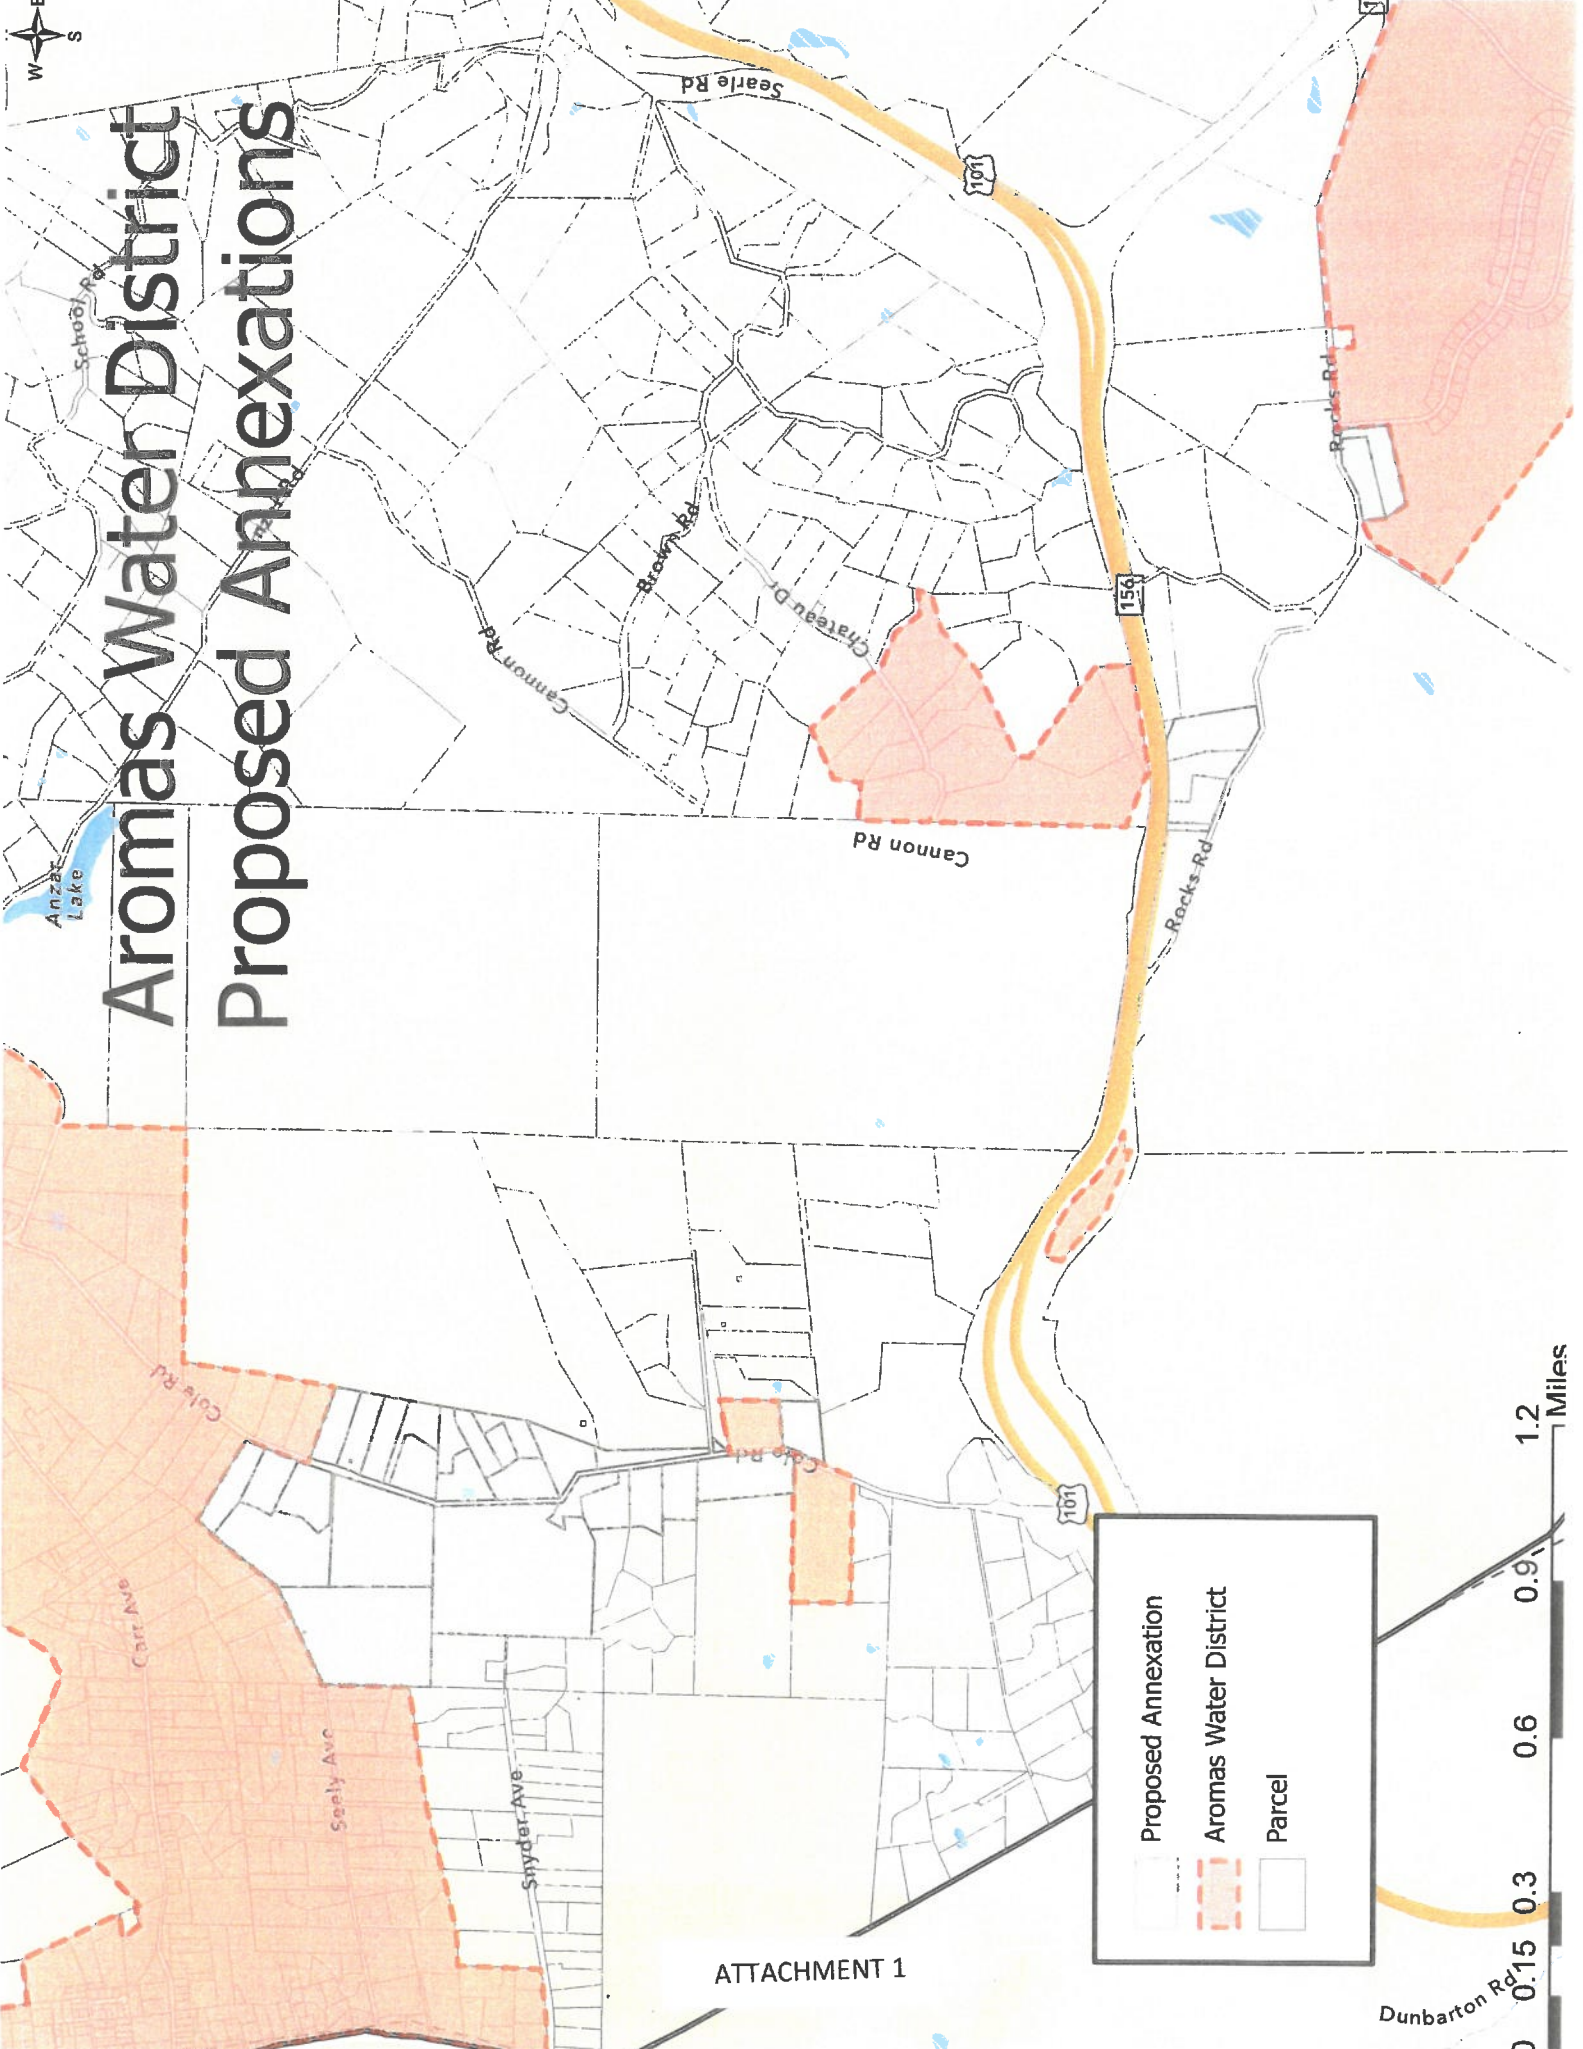 Aromas Water District
Proposed Annexations
W
S
School Rd
Searle Rd
101
Anzar
Lake
Cannon Rd
Brown Rd
Chateau Dr
Cannon Rd
156
Rocks Rd
Rocks Rd
Rocks Rd
Cole Rd
Carr Ave
Seely Ave
Snyder Ave
Cole Rd
101
Proposed Annexation
Aromas Water District
Parcel
ATTACHMENT 1
Dunbarton Rd
0 0.15 0.3 0.6 0.9 1.2
Miles